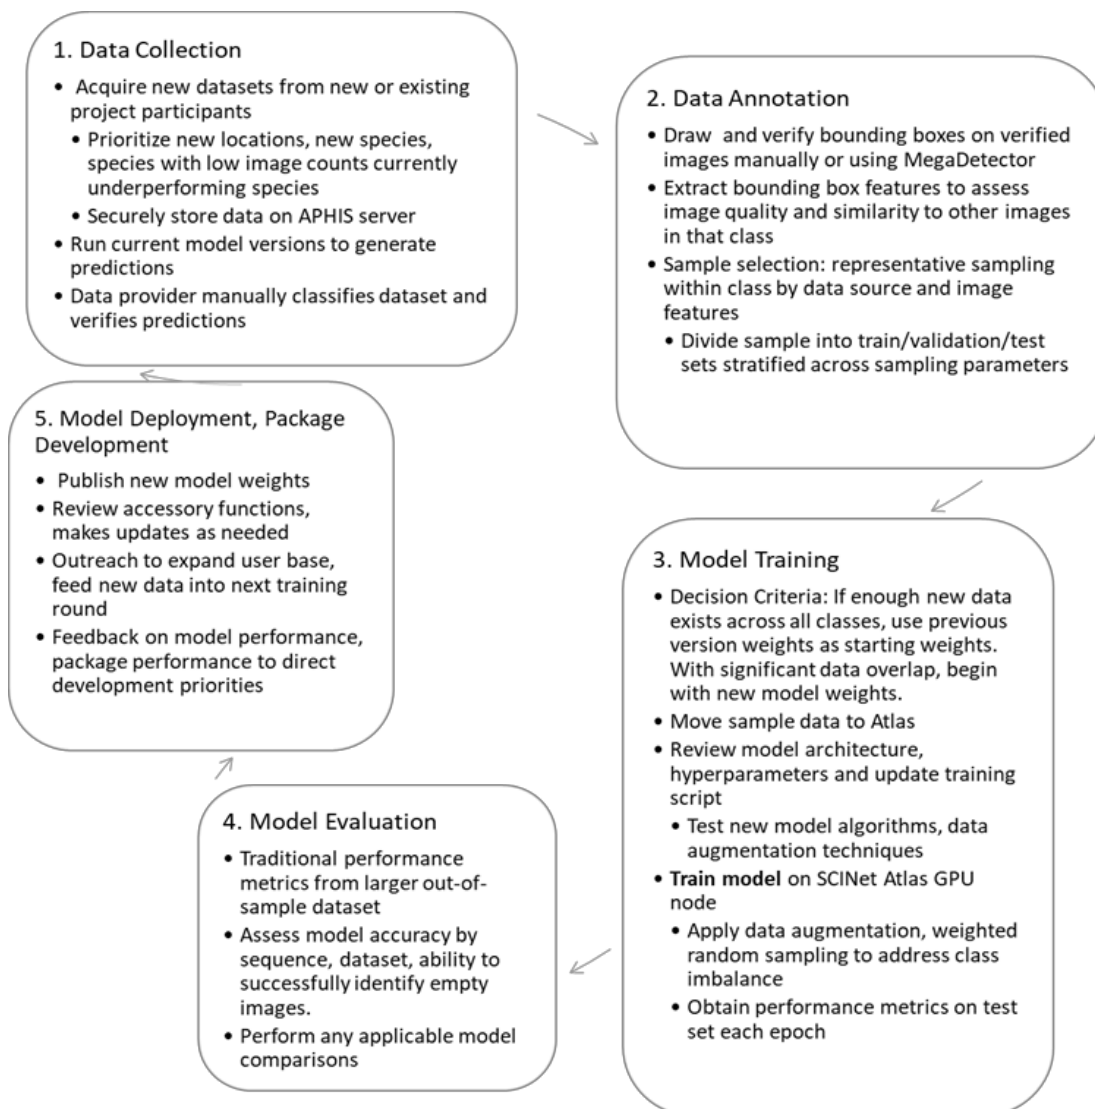 1. Data Collection
• Acquire new datasets from new or existing
project participants
• Prioritize new locations, new species,
species with low image counts currently
underperforming species
• Securely store data on APHIS server
• Run current model versions to generate
predictions
• Data provider manually classifies dataset and
verifies predictions
2. Data Annotation
• Draw and verify bounding boxes on verified
images manually or using MegaDetector
• Extract bounding box features to assess
image quality and similarity to other images
in that class
• Sample selection: representative sampling
within class by data source and image
features
• Divide sample into train/validation/test
sets stratified across sampling parameters
3. Model Training
• Decision Criteria: If enough new data
exists across all classes, use previous
version weights as starting weights.
With significant data overlap, begin
with new model weights.
• Move sample data to Atlas
• Review model architecture,
hyperparameters and update training
script
• Test new model algorithms, data
augmentation techniques
• Train model on SCINet Atlas GPU
node
• Apply data augmentation, weighted
random sampling to address class
imbalance
• Obtain performance metrics on test
set each epoch
4. Model Evaluation
• Traditional performance
metrics from larger out-of-
sample dataset
• Assess model accuracy by
sequence, dataset, ability to
successfully identify empty
images.
• Perform any applicable model
comparisons
5. Model Deployment, Package
Development
• Publish new model weights
• Review accessory functions,
makes updates as needed
• Outreach to expand user base,
feed new data into next training
round
• Feedback on model performance,
package performance to direct
development priorities